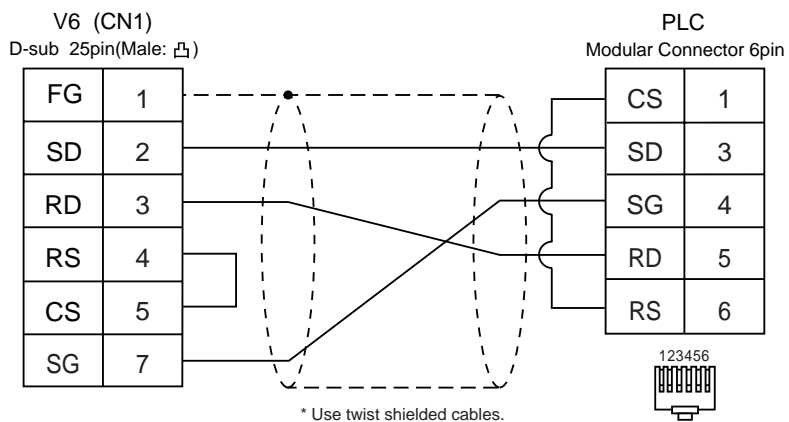 V6 (CN1)
D-sub 25pin(Male: )
FG 1
SD 2
RD 3
RS 4
CS 5
SG 7
PLC
Modular Connector 6pin
CS 1
SD 3
SG 4
RD 5
RS 6
123456
* Use twist shielded cables.